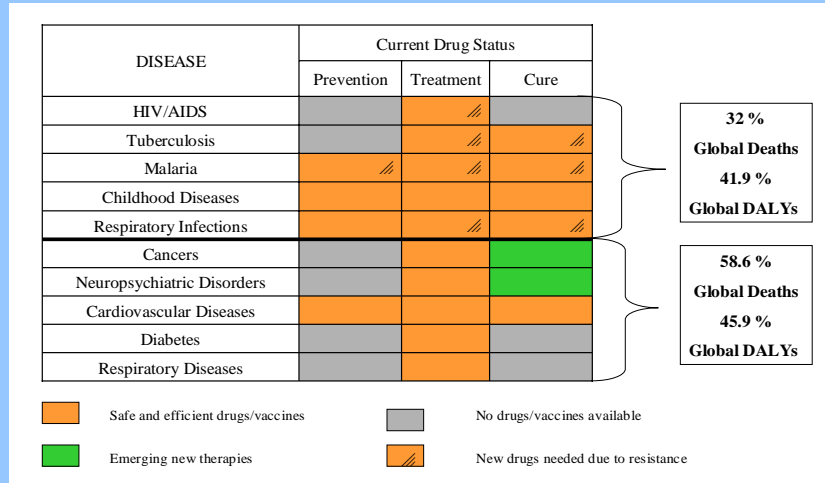 DISEASE
Current Drug Status
Prevention
Treatment
Cure
HIV/AIDS
Tuberculosis
Malaria
Childhood Diseases
Respiratory Infections
Cancers
Neuropsychiatric Disorders
Cardiovascular Diseases
Diabetes
Respiratory Diseases
32 %
Global Deaths
41.9 %
Global DALYs
58.6 %
Global Deaths
45.9 %
Global DALYs
Safe and efficient drugs/vaccines
No drugs/vaccines available
Emerging new therapies
New drugs needed due to resistance